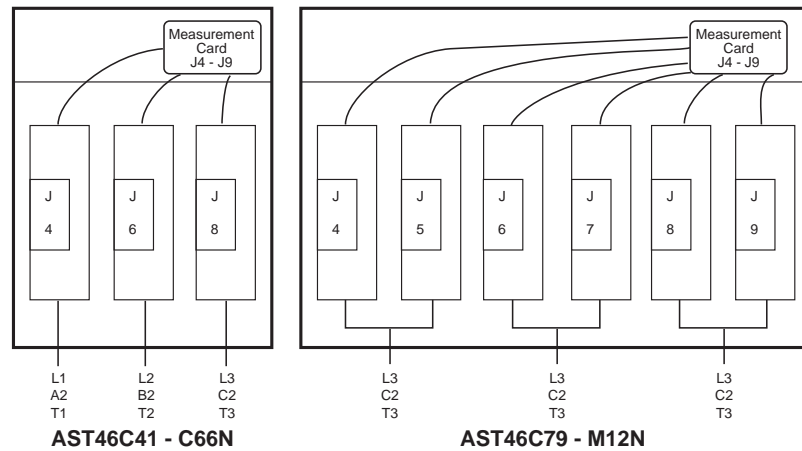 Measurement
Card
J4 - J9
Measurement
Card
J4 - J9
J J J
4 6 8
J J J J J J
4 5 6 7 8 9
L1 L2 L3
A2 B2 C2
T1 T2 T3
L3 L3 L3
C2 C2 C2
T3 T3 T3
AST46C41 - C66N
AST46C79 - M12N